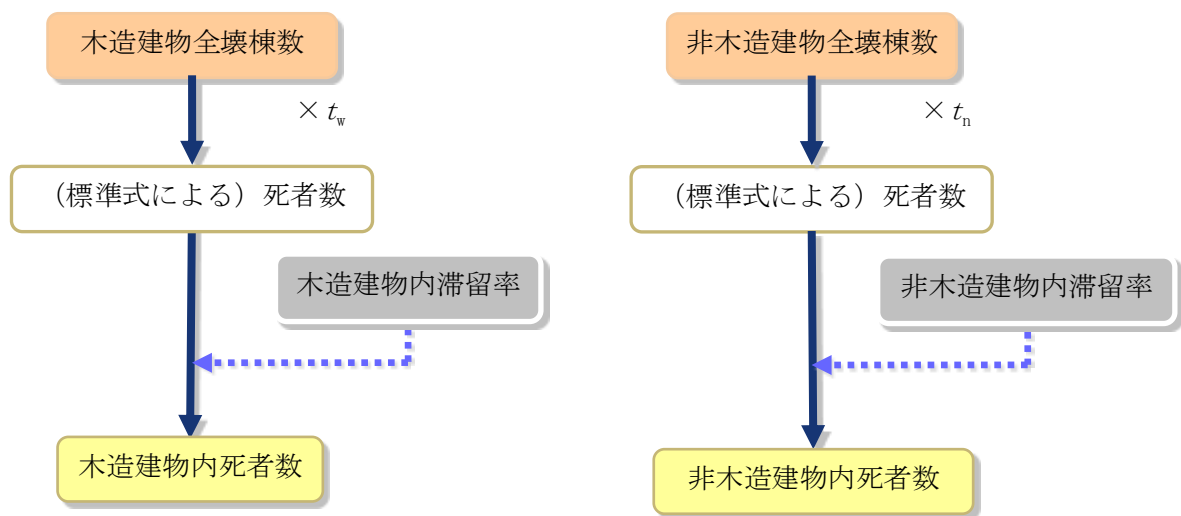 木造建物全壊棟数
× tw
（標準式による）死者数
木造建物内滞留率
木造建物内死者数
非木造建物全壊棟数
× tn
（標準式による）死者数
非木造建物内滞留率
非木造建物内死者数